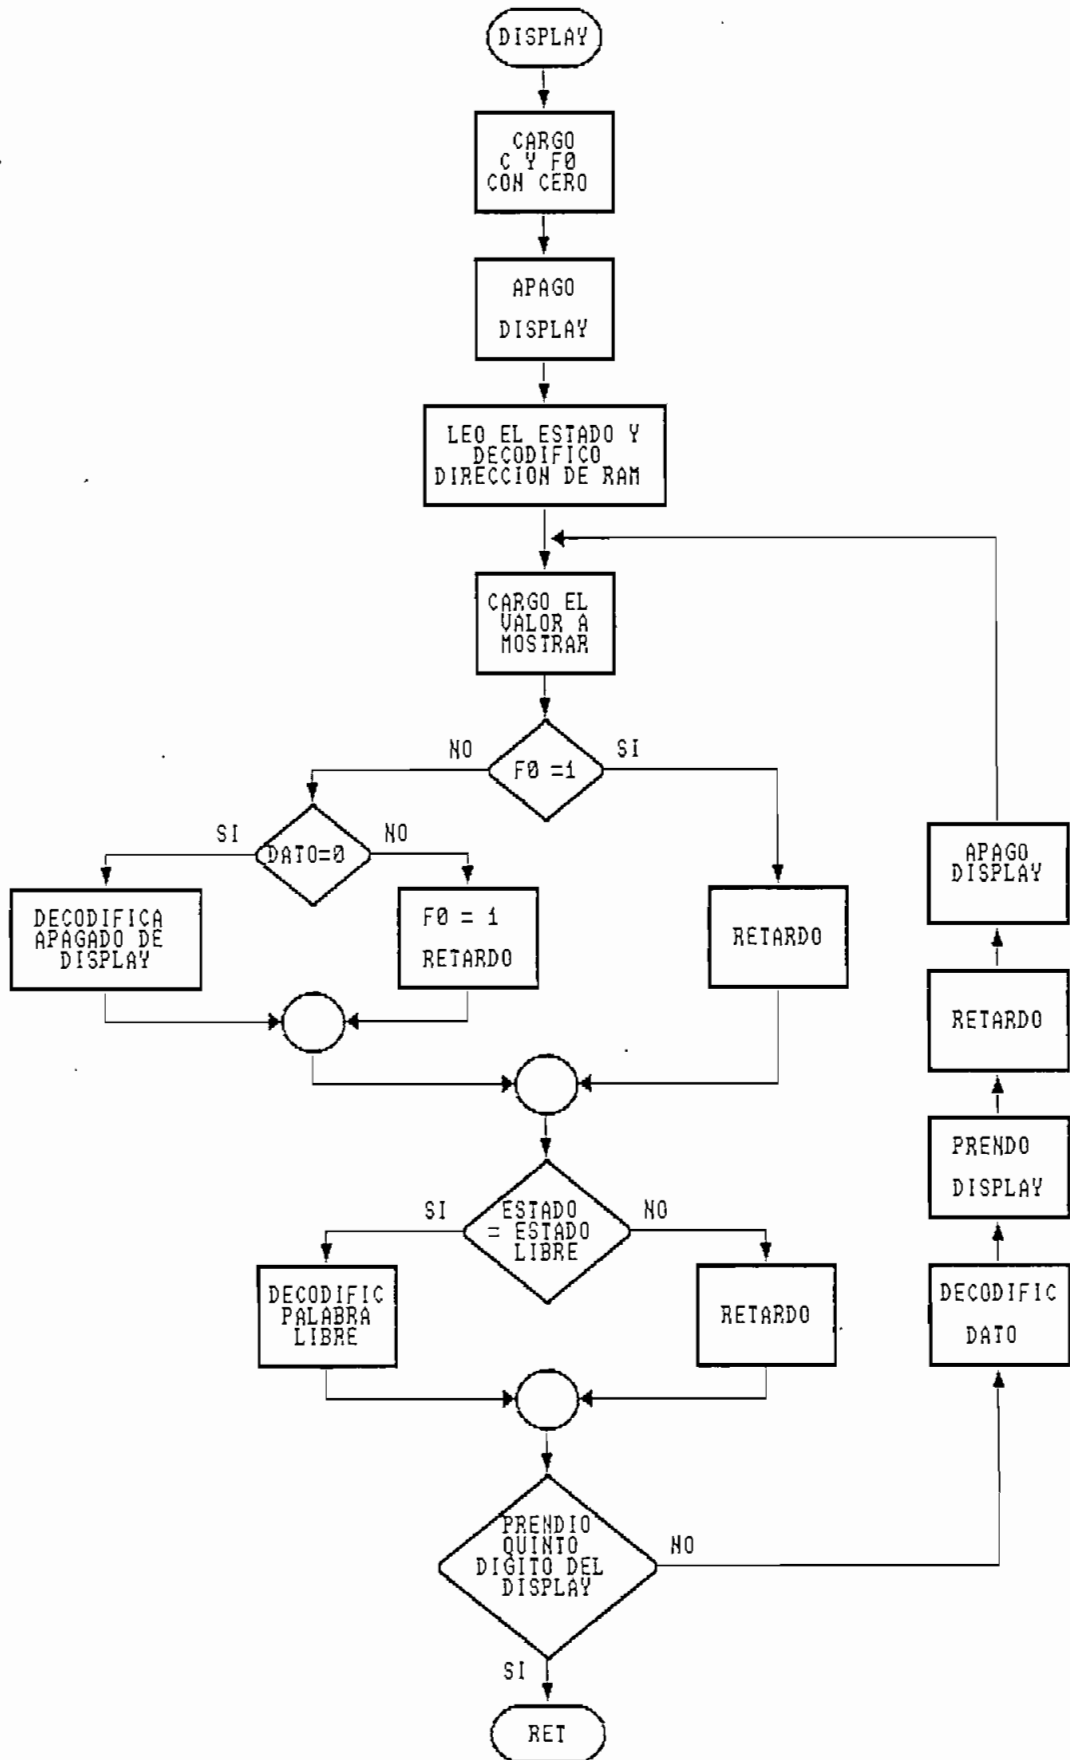 DISPLAY
CARGO
C Y F0
CON CERO
APAGO
DISPLAY
LEO EL ESTADO Y
DECODIFICO
DIRECCION DE RAM
CARGO EL
VALOR A
MOSTRAR
F0 =1
NO
SI
DATO=0
SI
NO
DECODIFICA
APAGADO DE
DISPLAY
F0 = 1
RETARDO
RETARDO
ESTADO
= ESTADO
LIBRE
SI
NO
DECODIFIC
PALABRA
LIBRE
RETARDO
PRENDIO
QUINTO
DIGITO DEL
DISPLAY
NO
SI
RET
DECODIFIC
DATO
PRENDO
DISPLAY
RETARDO
APAGO
DISPLAY